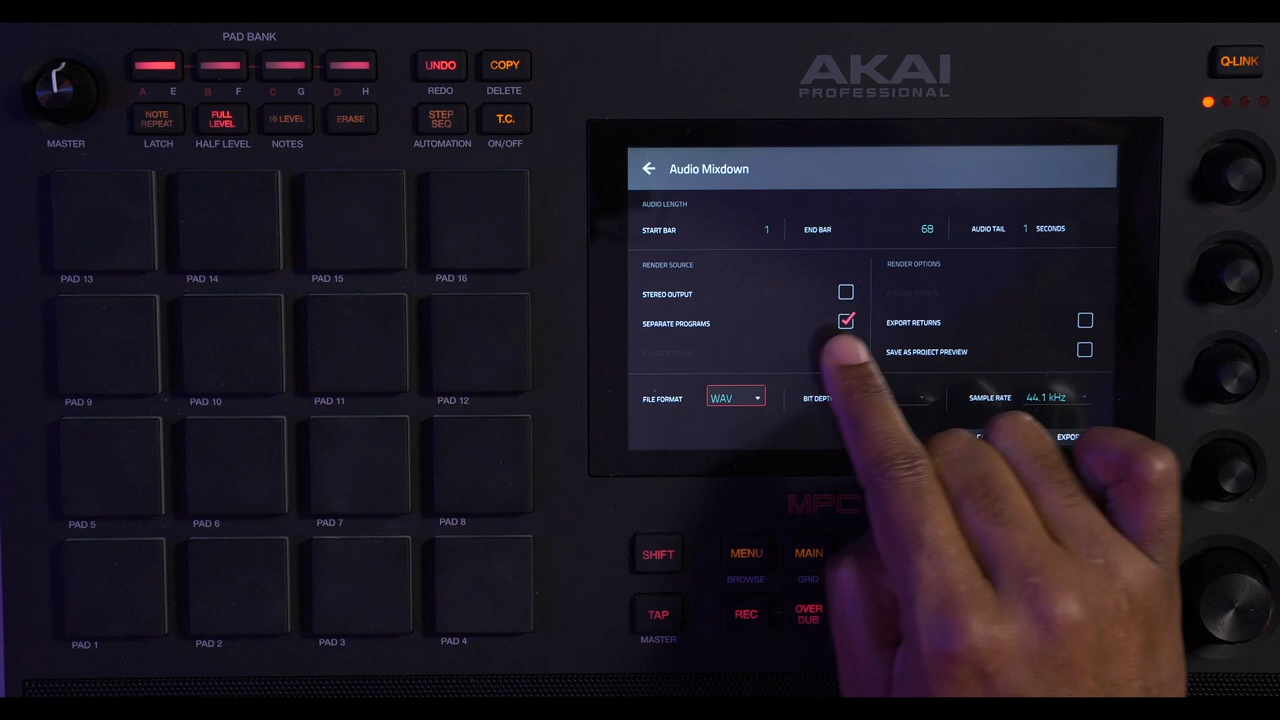 PAD BANK
A E B F C G D H
UNDO
COPY
REDO
DELETE
NOTE REPEAT
FULL LEVEL
16 LEVEL
ERASE
STEP SEQ
T.C.
MASTER
LATCH
HALF LEVEL
NOTES
AUTOMATION
ON/OFF
AKAI
PROFESSIONAL
Q-LINK
Audio Mixdown
AUDIO LENGTH
START BAR 1 END BAR 68 AUDIO TAIL 1 SECONDS
RENDER SOURCE
RENDER OPTIONS
STEREO OUTPUT
SEPARATE PROGRAMS
EXPORT RETURNS
SAVE AS PROJECT PREVIEW
FILE FORMAT WAV
SAMPLE RATE 44.1 kHz
PAD 13 PAD 14 PAD 15 PAD 16
PAD 9 PAD 10 PAD 11 PAD 12
PAD 5 PAD 6 PAD 7 PAD 8
PAD 1 PAD 2 PAD 3 PAD 4
MPC
SHIFT
MENU
MAIN
BROWSE
GRID
TAP
REC
OVER DUB
MASTER